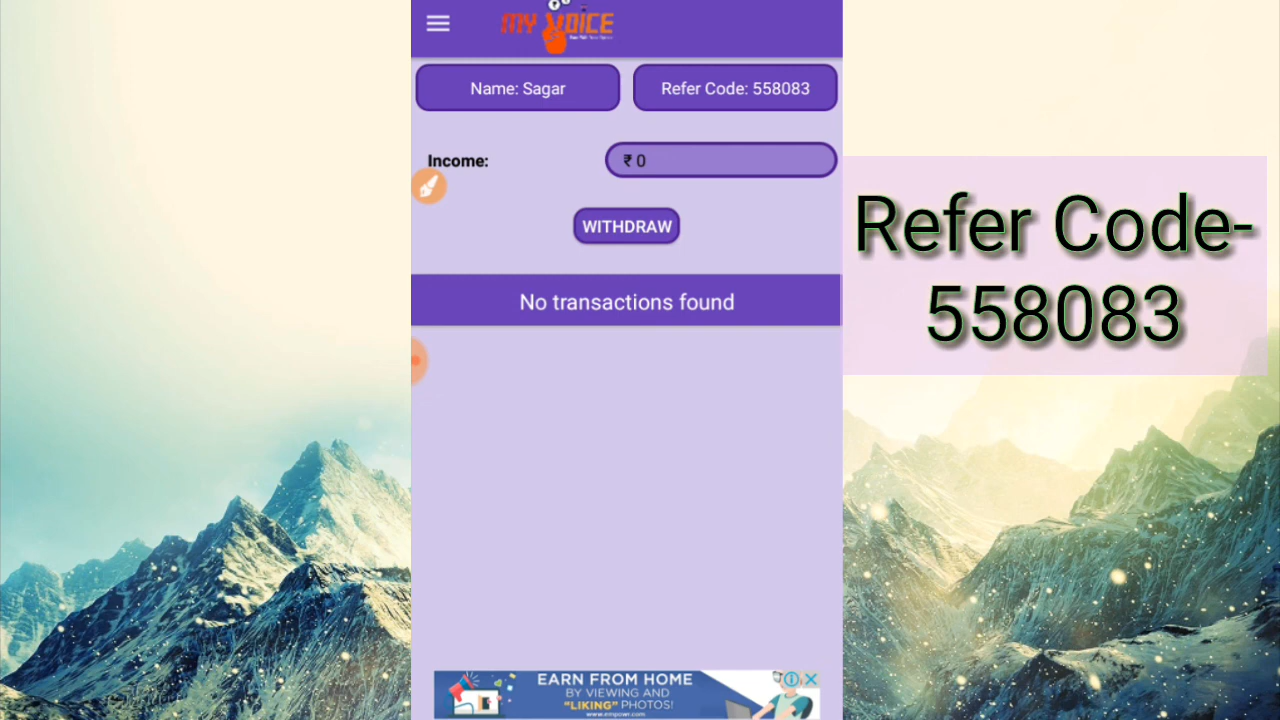 MY VOICE
Name: Sagar
Refer Code: 558083
Income:
₹ 0
WITHDRAW
No transactions found
Refer Code-
558083
EARN FROM HOME
BY VIEWING AND
"LIKING" PHOTOS!